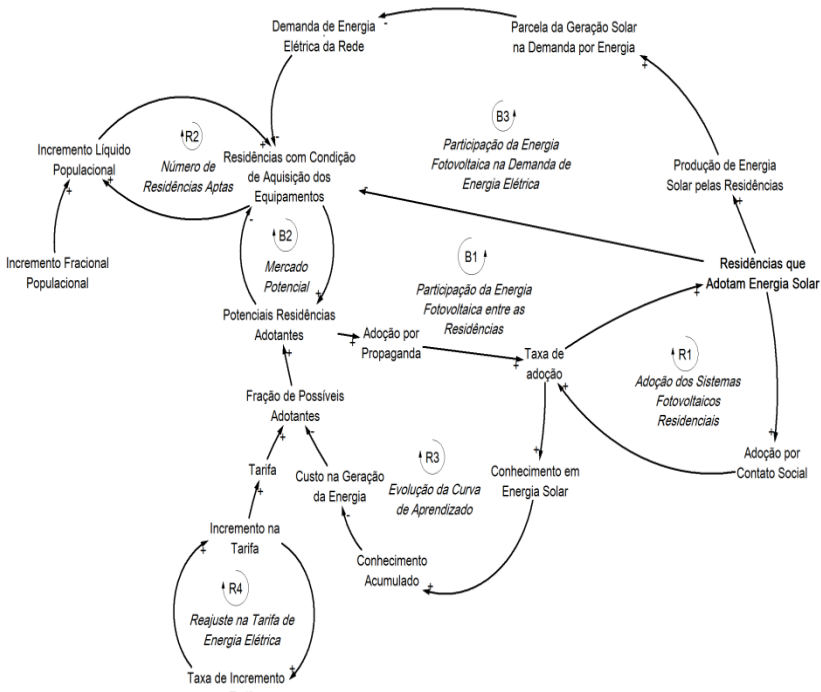 Demanda de Energia
Elétrica da Rede
Parcela da Geração Solar
na Demanda por Energia
-
+
B3
Participação da Energia
Fotovoltaica na Demanda de
Energia Elétrica
R2
Número de
Residências Aptas
Incremento Líquido
Populacional
+
+
+
-
Residências com Condição
de Aquisição dos
Equipamentos
-
-
Produção de Energia
Solar pelas Residências
+
Incremento Fracional
Populacional
B2
Mercado
Potencial
+
B1
Participação da Energia
Fotovoltaica entre as
Residências
Residências que
Adotam Energia Solar
+
Potenciais Residências
Adotantes
+
+
Adoção por
Propaganda
+
Taxa de
adoção
+
R1
Adoção dos Sistemas
Fotovoltaicos
Residenciais
Fração de Possíveis
Adotantes
+
-
+
Adoção por
Contato Social
R3
Evolução da Curva
de Aprendizado
+
Conhecimento em
Energia Solar
Tarifa
+
Custo na Geração
da Energia
-
Incremento na
Tarifa
+
Conhecimento
Acumulado
+
R4
Reajuste na Tarifa de
Energia Elétrica
+
Taxa de Incremento